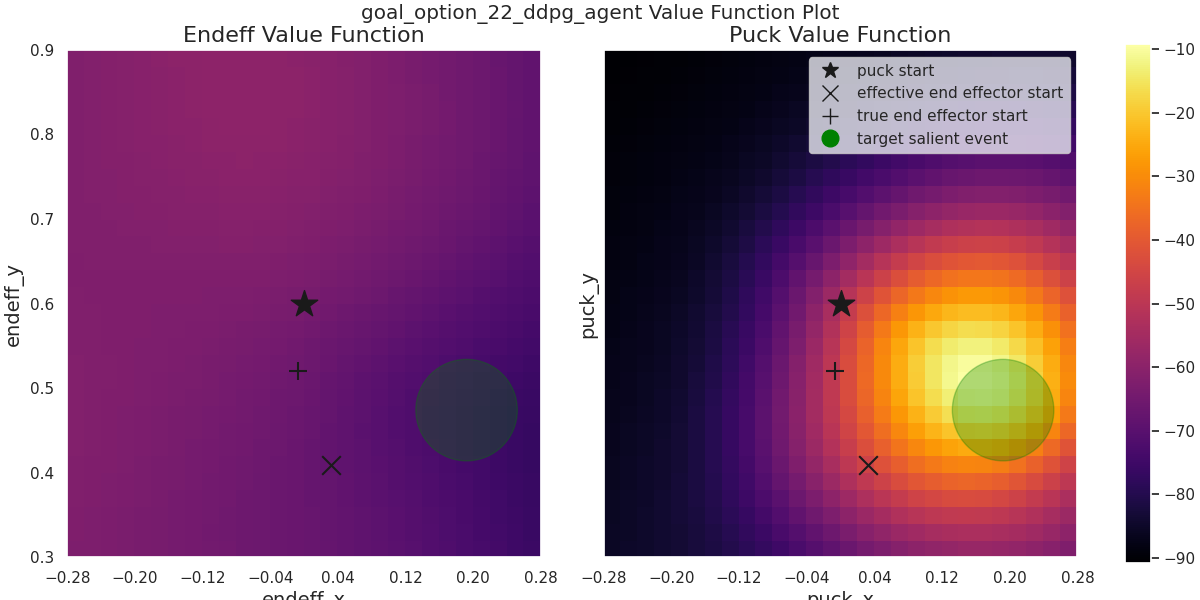 goal_option_22_ddpg_agent Value Function Plot
Endeff Value Function
Puck Value Function
0.9
0.8
0.7
0.6
0.5
0.4
0.3
endeff_y
−0.28 −0.20 −0.12 −0.04 0.04 0.12 0.20 0.28
endeff_x
puck_y
puck start
effective end effector start
true end effector start
target salient event
−0.28 −0.20 −0.12 −0.04 0.04 0.12 0.20 0.28
puck_x
−10
−20
−30
−40
−50
−60
−70
−80
−90